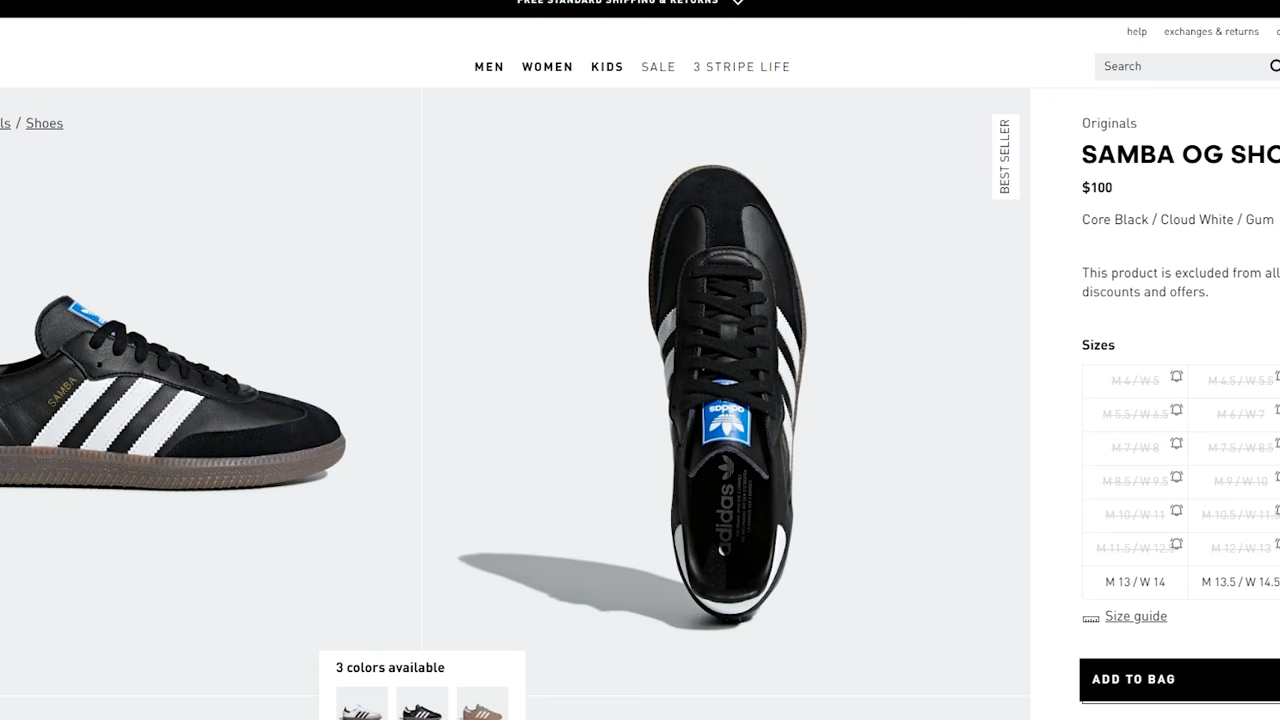 FREE STANDARD SHIPPING & RETURNS
help exchanges & returns
MEN WOMEN KIDS SALE 3 STRIPE LIFE
Search
ls / Shoes
BEST SELLER
Originals
SAMBA OG SHO
$100
Core Black / Cloud White / Gum
This product is excluded from all
discounts and offers.
Sizes
M 4 / W 5 M 4.5 / W 5.5
M 5.5 / W 6.5 M 6 / W 7
M 7 / W 8 M 7.5 / W 8.5
M 8.5 / W 9.5 M 9 / W 10
M 10 / W 11 M 10.5 / W 11.5
M 11.5 / W 12.5 M 12 / W 13
M 13 / W 14 M 13.5 / W 14.5
Size guide
ADD TO BAG
SAMBA
adidas
adidas
3 colors available